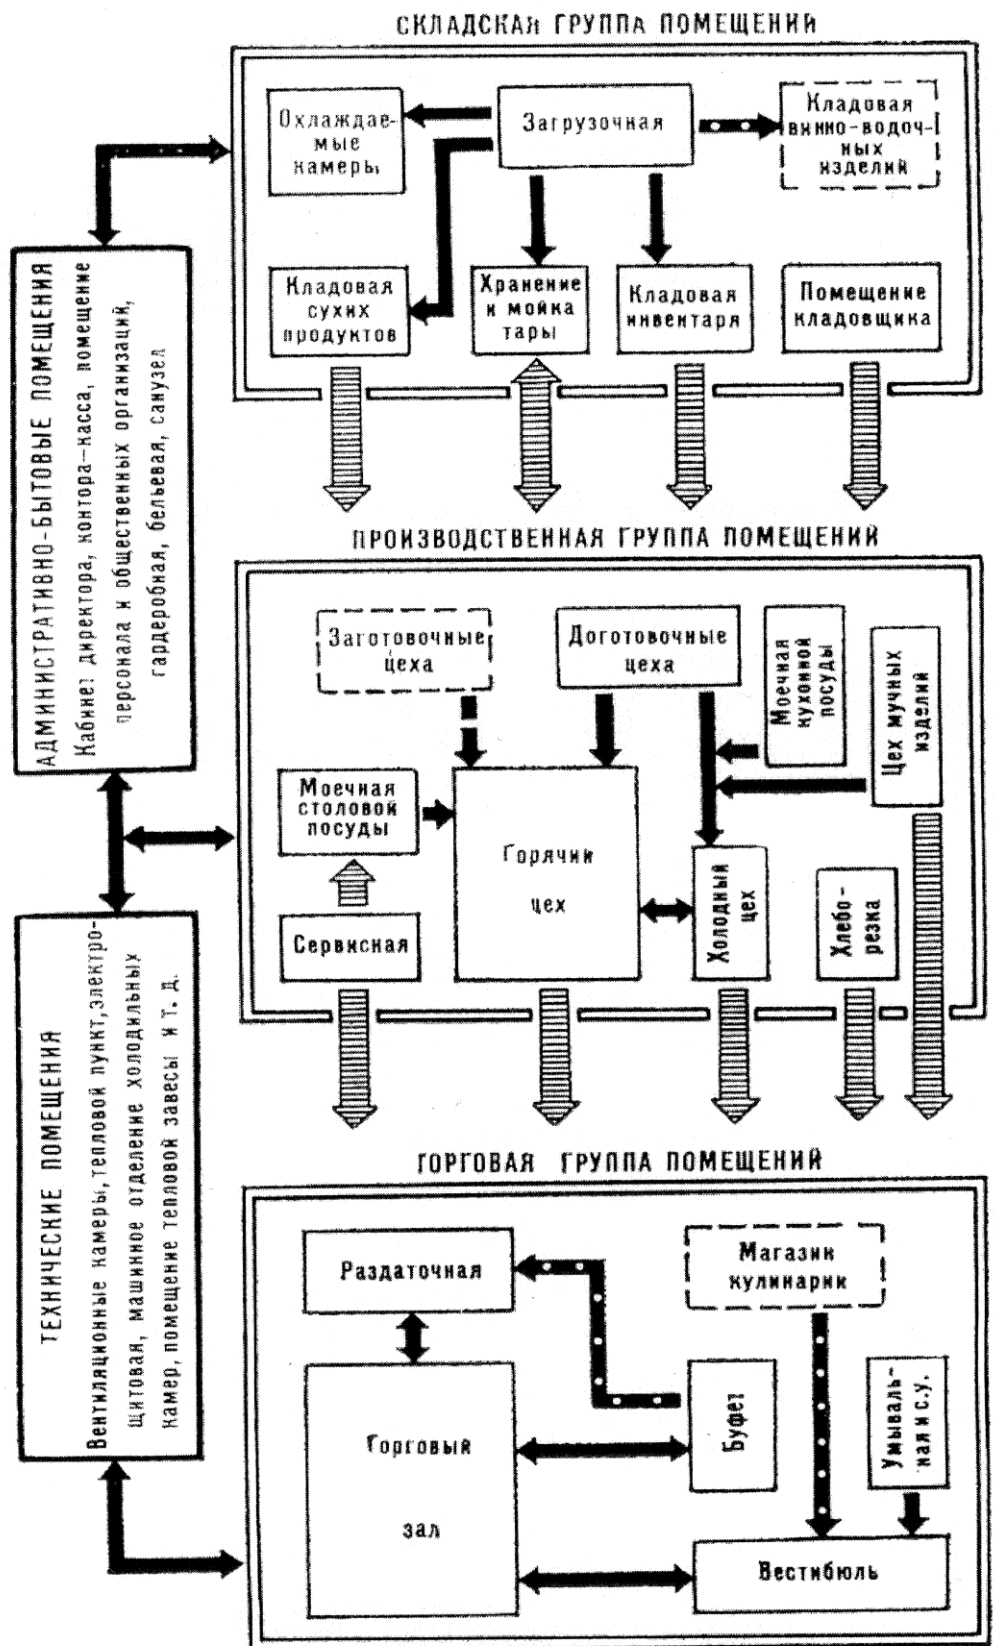 СКЛАДСКАЯ ГРУППА ПОМЕЩЕНИЙ
Охлаждае-
мые
камеры
Загрузочная
Кладовая
винно-водоч-
ных
изделий
Кладовая
сухих
продуктов
Хранение
и мойка
тары
Кладовая
инвентаря
Помещение
кладовщика
АДМИНИСТРАТИВНО-БЫТОВЫЕ ПОМЕЩЕНИЯ
Кабинет директора, контора-касса, помещение
персонала и общественных организаций,
гардеробная, бельевая, санузел
ПРОИЗВОДСТВЕННАЯ ГРУППА ПОМЕЩЕНИЙ
Заготовочные
цеха
Доготовочные
цеха
Моечная
кухонной
посуды
Цех мучных
изделий
Моечная
столовой
посуды
Горячий
цех
Сервисная
Холодный
цех
Хлебо-
резка
ТЕХНИЧЕСКИЕ ПОМЕЩЕНИЯ
Вентиляционные камеры, тепловой пункт, электро-
щитовая, машинное отделение холодильных
камер, помещение тепловой завесы и т. д.
ТОРГОВАЯ ГРУППА ПОМЕЩЕНИЙ
Раздаточная
Магазин
кулинарии
Торговый
зал
Буфет
Умываль-
ная и с.у.
Вестибюль